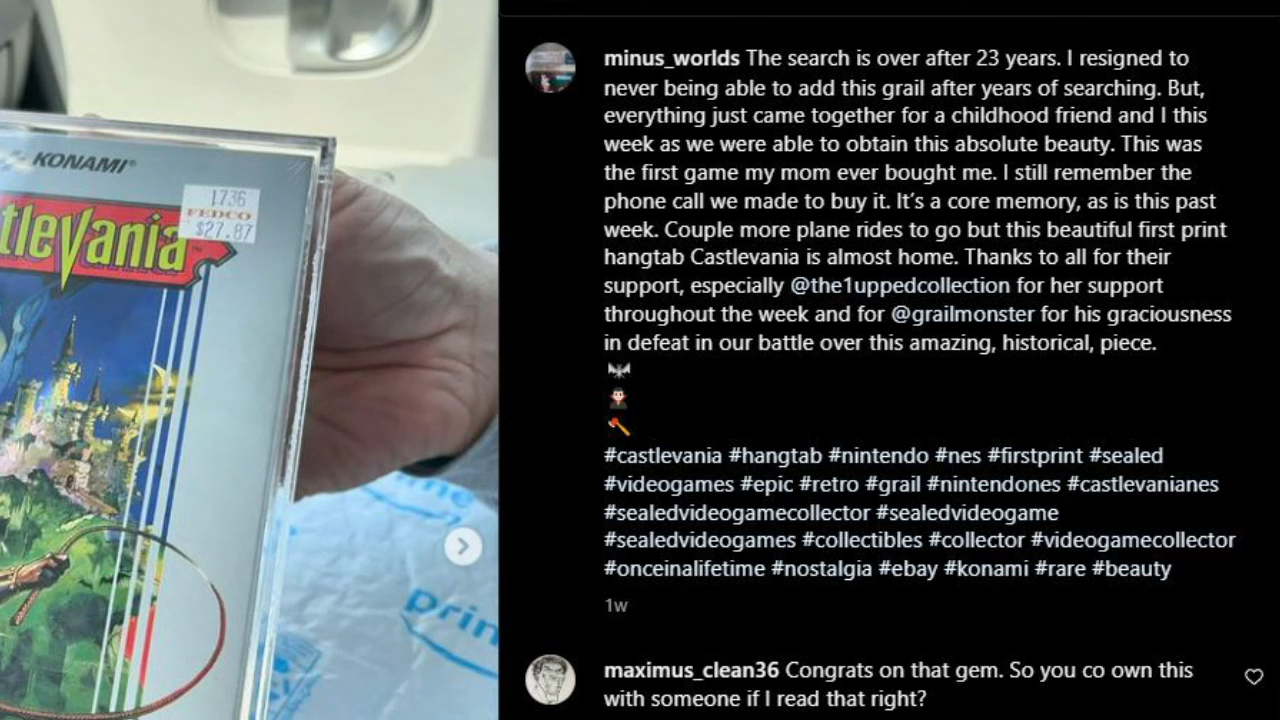 KONAMI®
1736
FEDCO
$27.87
tlevania
prin
minus_worlds The search is over after 23 years. I resigned to
never being able to add this grail after years of searching. But,
everything just came together for a childhood friend and I this
week as we were able to obtain this absolute beauty. This was
the first game my mom ever bought me. I still remember the
phone call we made to buy it. It’s a core memory, as is this past
week. Couple more plane rides to go but this beautiful first print
hangtab Castlevania is almost home. Thanks to all for their
support, especially @the1uppedcollection for her support
throughout the week and for @grailmonster for his graciousness
in defeat in our battle over this amazing, historical, piece.
#castlevania #hangtab #nintendo #nes #firstprint #sealed
#videogames #epic #retro #grail #nintendones #castlevanianes
#sealedvideogamecollector #sealedvideogame
#sealedvideogames #collectibles #collector #videogamecollector
#onceinalifetime #nostalgia #ebay #konami #rare #beauty
1w
maximus_clean36 Congrats on that gem. So you co own this
with someone if I read that right?